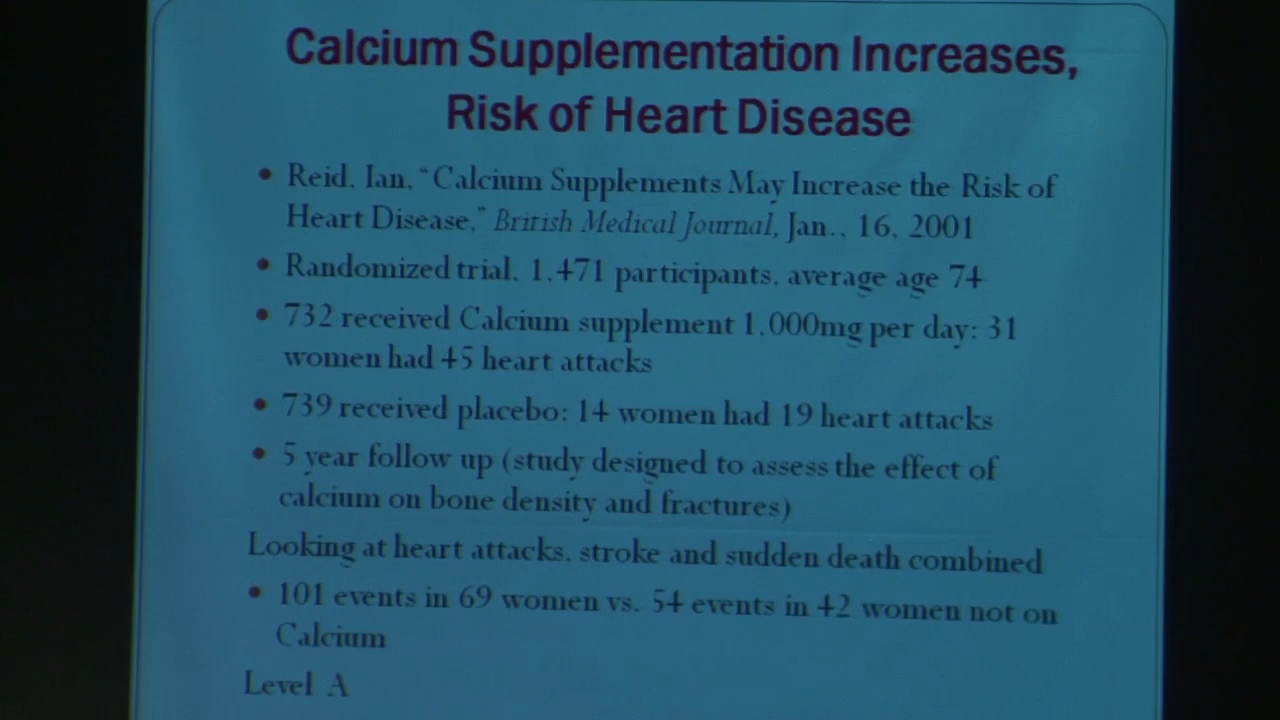 Calcium Supplementation Increases,
Risk of Heart Disease
• Reid, Ian, "Calcium Supplements May Increase the Risk of
Heart Disease," British Medical Journal, Jan., 16, 2001
• Randomized trial, 1,471 participants, average age 74
• 732 received Calcium supplement 1,000mg per day: 31
women had 45 heart attacks
• 739 received placebo: 14 women had 19 heart attacks
• 5 year follow up (study designed to assess the effect of
calcium on bone density and fractures)
Looking at heart attacks, stroke and sudden death combined
• 101 events in 69 women vs. 54 events in 42 women not on
Calcium
Level A